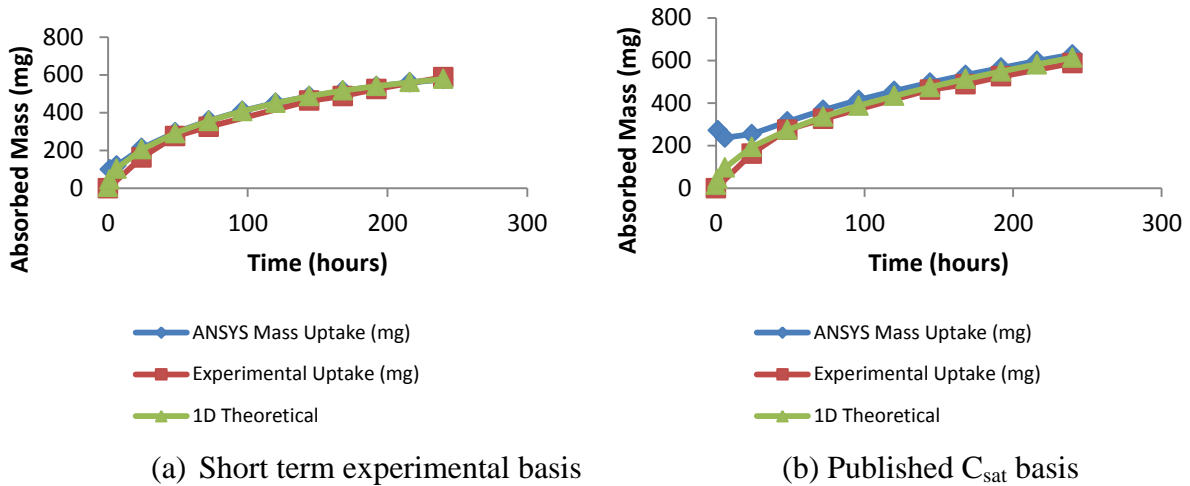 Absorbed Mass (mg)
800
600
400
200
0
0 100 200 300
Time (hours)
ANSYS Mass Uptake (mg)
Experimental Uptake (mg)
1D Theoretical
(a) Short term experimental basis
Absorbed Mass (mg)
800
600
400
200
0
0 100 200 300
Time (hours)
ANSYS Mass Uptake (mg)
Experimental Uptake (mg)
1D Theoretical
(b) Published Csat basis